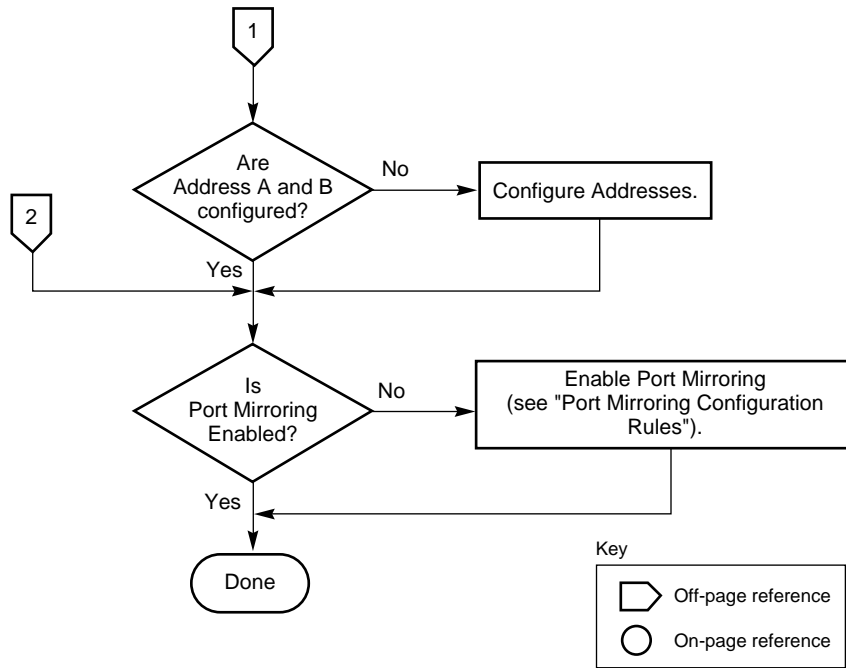 1
Are
Address A and B
configured?
No
Configure Addresses.
2
Yes
Is
Port Mirroring
Enabled?
No
Enable Port Mirroring
(see "Port Mirroring Configuration
Rules").
Yes
Done
Key
Off-page reference
On-page reference